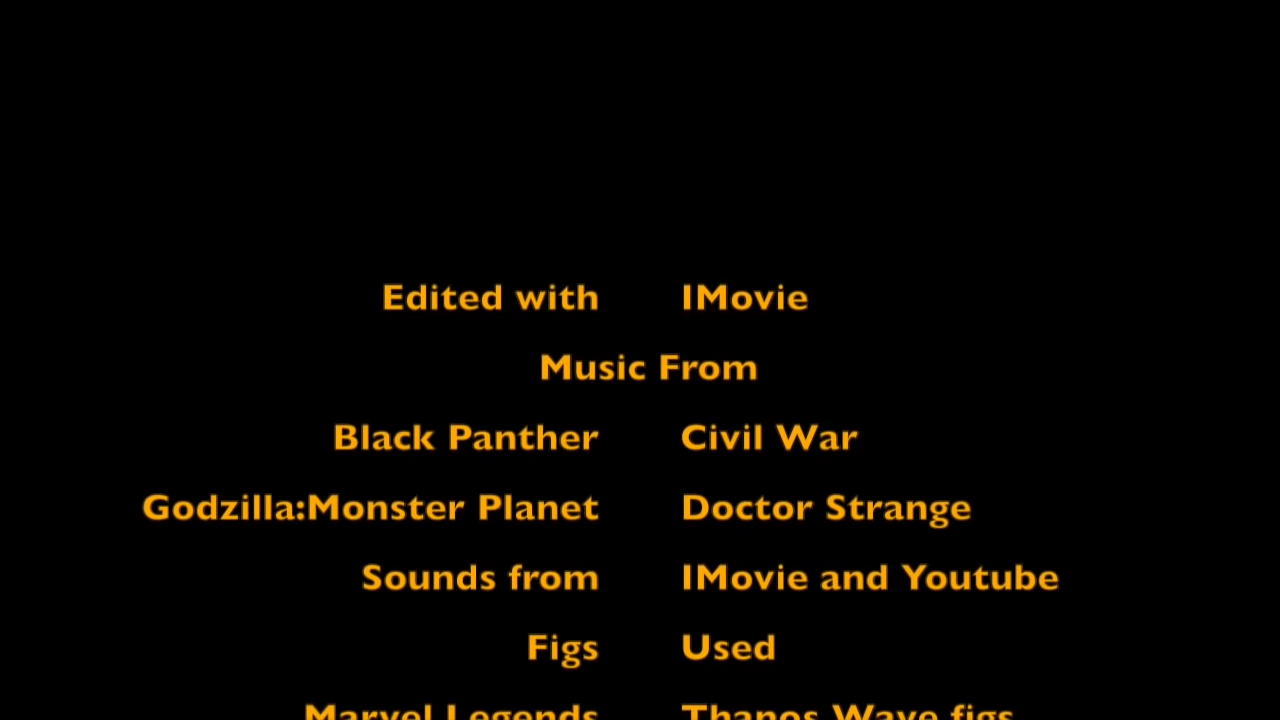 Edited with IMovie
Music From
Black Panther Civil War
Godzilla:Monster Planet Doctor Strange
Sounds from IMovie and Youtube
Figs Used
Marvel Legends Thanos Wave figs